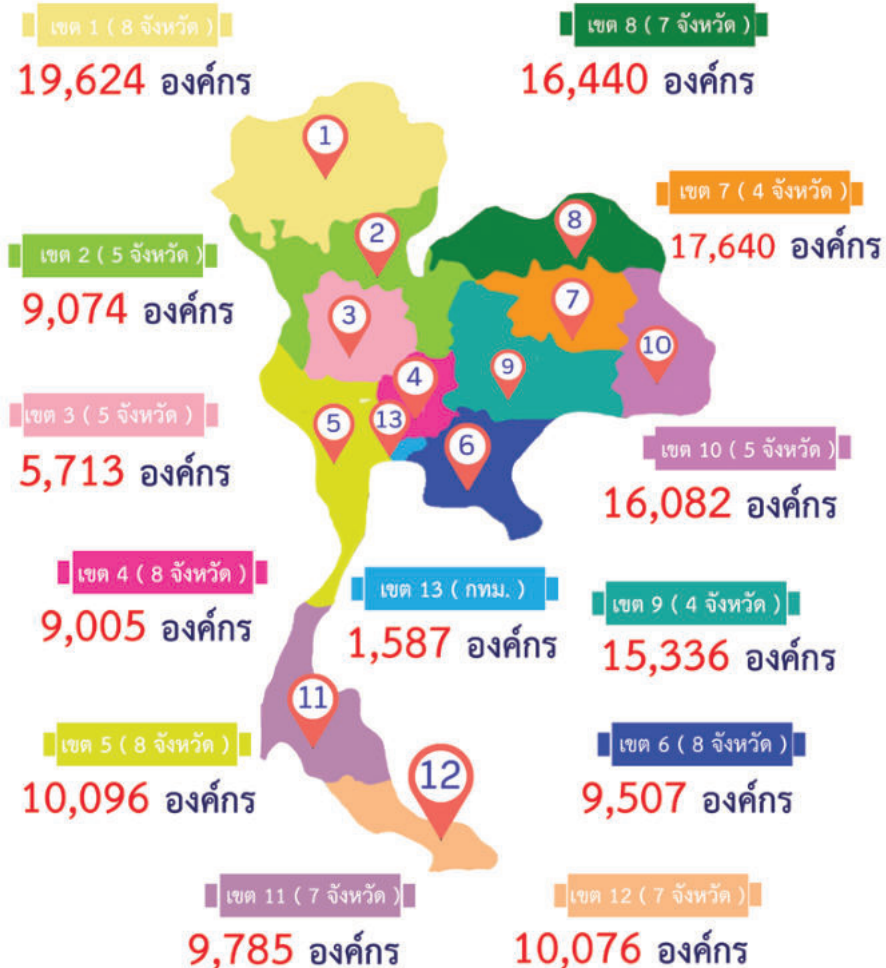 เขต 1 ( 8 จังหวัด )
19,624 องค์กร
เขต 8 ( 7 จังหวัด )
16,440 องค์กร
1
8
เขต 7 ( 4 จังหวัด )
17,640 องค์กร
2
เขต 2 ( 5 จังหวัด )
9,074 องค์กร
3
7
10
4
9
เขต 3 ( 5 จังหวัด )
5,713 องค์กร
5
13
6
เขต 10 ( 5 จังหวัด )
16,082 องค์กร
เขต 4 ( 8 จังหวัด )
9,005 องค์กร
เขต 13 ( กทม. )
1,587 องค์กร
เขต 9 ( 4 จังหวัด )
15,336 องค์กร
11
เขต 5 ( 8 จังหวัด )
10,096 องค์กร
12
เขต 6 ( 8 จังหวัด )
9,507 องค์กร
เขต 11 ( 7 จังหวัด )
9,785 องค์กร
เขต 12 ( 7 จังหวัด )
10,076 องค์กร